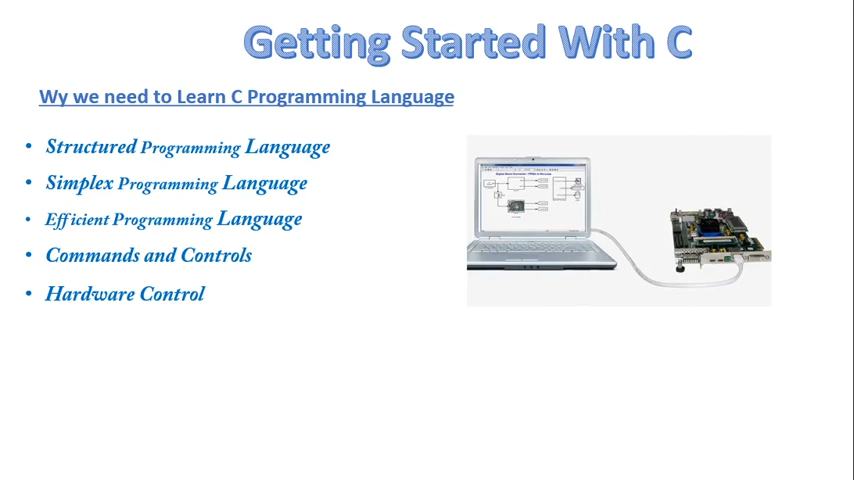 Getting Started With C
Wy we need to Learn C Programming Language
• Structured Programming Language
• Simplex Programming Language
• Efficient Programming Language
• Commands and Controls
• Hardware Control